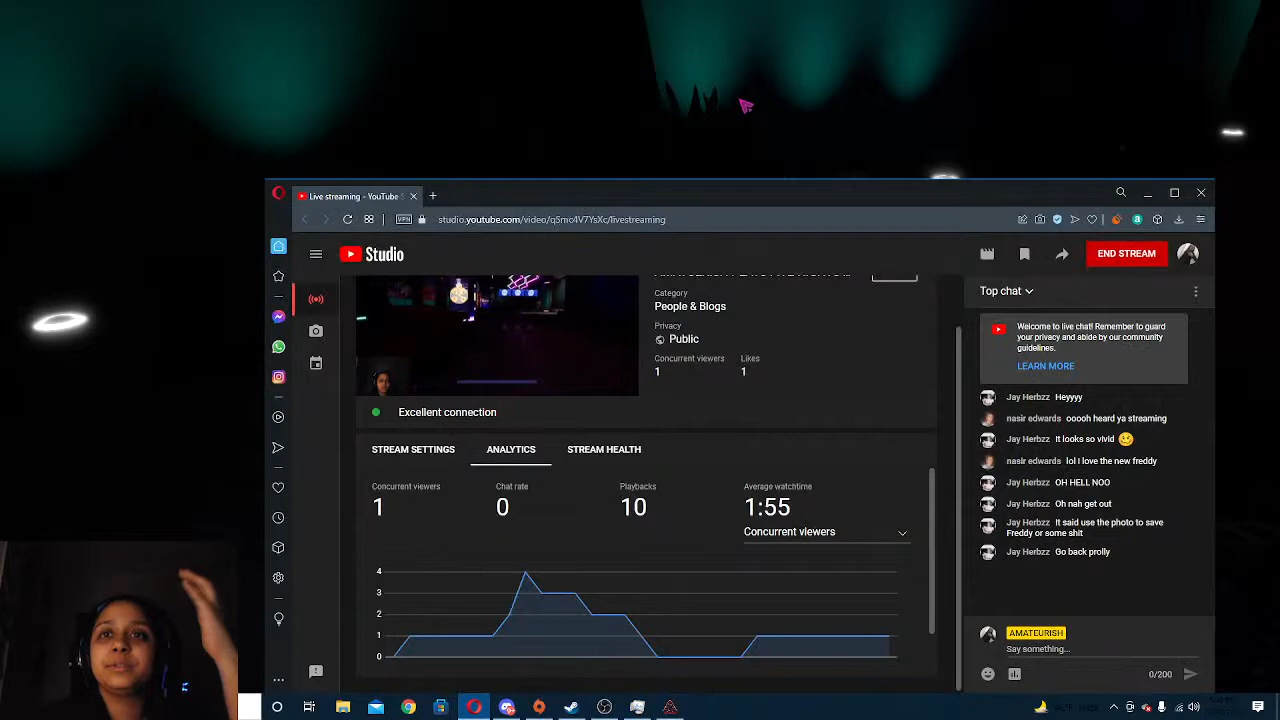 Live streaming - YouTube S
VPN
studio.youtube.com/video/q5mo4V7YsXc/livestreaming
Studio
END STREAM
Category
People & Blogs
Privacy
Public
Concurrent viewers
Likes
1
1
Excellent connection
STREAM SETTINGS
ANALYTICS
STREAM HEALTH
Concurrent viewers
1
Chat rate
0
Playbacks
10
Average watchtime
1:55
Concurrent viewers
4
3
2
1
0
Top chat
Welcome to live chat! Remember to guard
your privacy and abide by our community
guidelines.
LEARN MORE
Jay Herbzz Heyyyy
nasir edwards ooooh heard ya streaming
Jay Herbzz It looks so vivid
nasir edwards lol I love the new freddy
Jay Herbzz OH HELL NOO
Jay Herbzz Oh nah get out
Jay Herbzz It said use the photo to save
Freddy or some shit
Jay Herbzz Go back prolly
AMATEURISH
Say something...
0/200